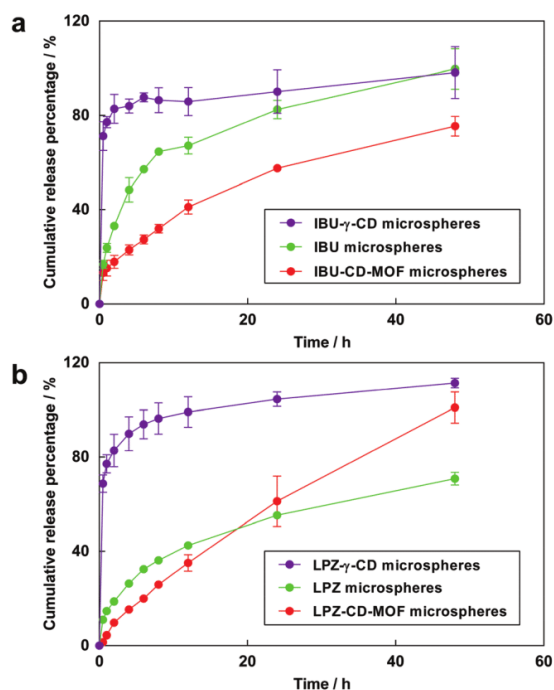 a
Cumulative release percentage / %
120
80
40
0
IBU-γ-CD microspheres
IBU microspheres
IBU-CD-MOF microspheres
0 20 40 60
Time / h
b
Cumulative release percentage / %
120
80
40
0
LPZ-γ-CD microspheres
LPZ microspheres
LPZ-CD-MOF microspheres
0 20 40 60
Time / h